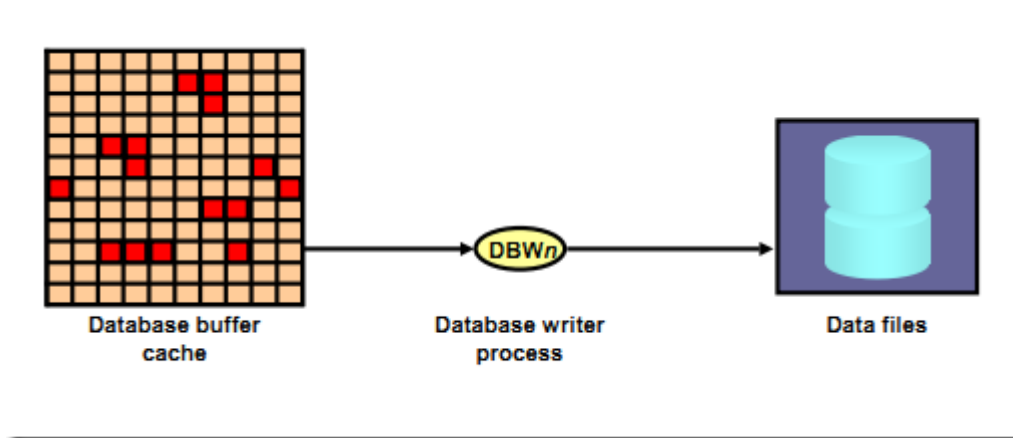 DBWn
Database buffer
cache
Database writer
process
Data files